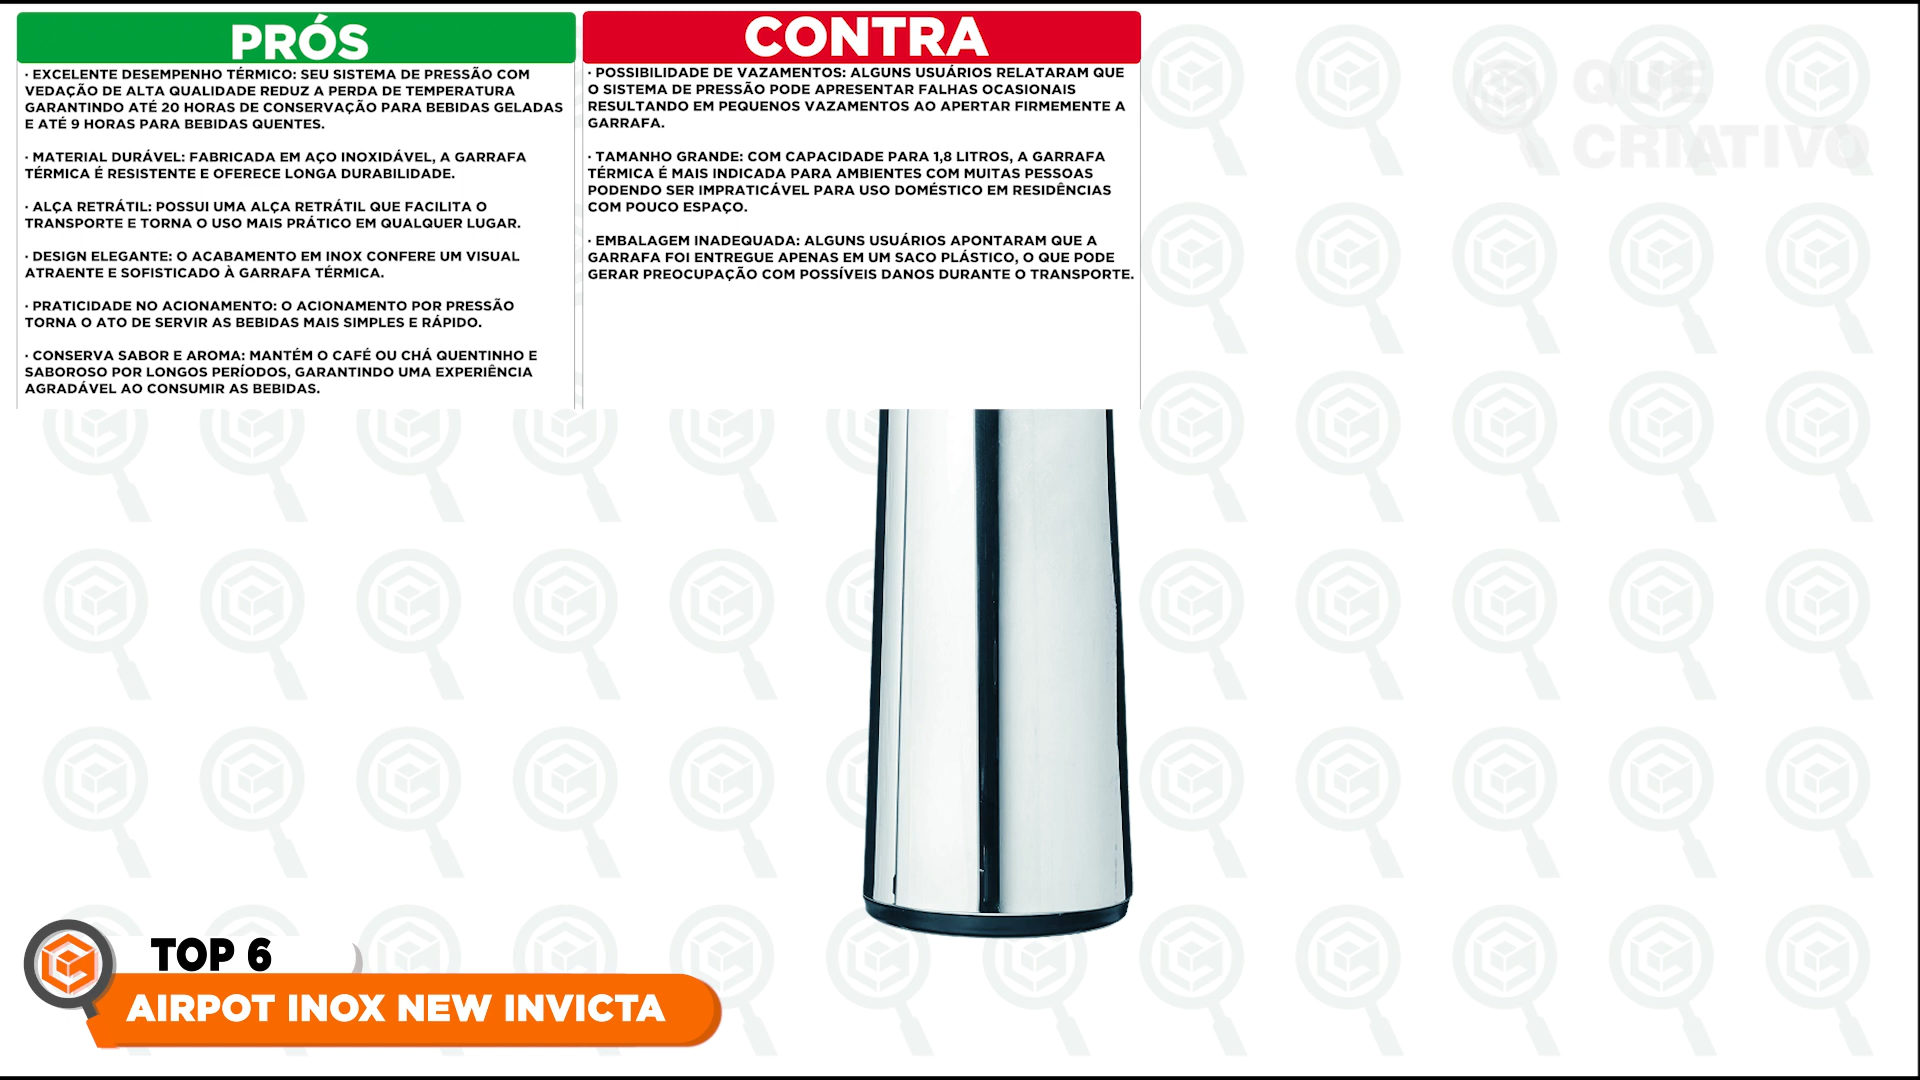 PRÓS
· EXCELENTE DESEMPENHO TÉRMICO: SEU SISTEMA DE PRESSÃO COM
VEDAÇÃO DE ALTA QUALIDADE REDUZ A PERDA DE TEMPERATURA
GARANTINDO ATÉ 20 HORAS DE CONSERVAÇÃO PARA BEBIDAS GELADAS
E ATÉ 9 HORAS PARA BEBIDAS QUENTES.
· MATERIAL DURÁVEL: FABRICADA EM AÇO INOXIDÁVEL, A GARRAFA
TÉRMICA É RESISTENTE E OFERECE LONGA DURABILIDADE.
· ALÇA RETRÁTIL: POSSUI UMA ALÇA RETRÁTIL QUE FACILITA O
TRANSPORTE E TORNA O USO MAIS PRÁTICO EM QUALQUER LUGAR.
· DESIGN ELEGANTE: O ACABAMENTO EM INOX CONFERE UM VISUAL
ATRAENTE E SOFISTICADO À GARRAFA TÉRMICA.
· PRATICIDADE NO ACIONAMENTO: O ACIONAMENTO POR PRESSÃO
TORNA O ATO DE SERVIR AS BEBIDAS MAIS SIMPLES E RÁPIDO.
· CONSERVA SABOR E AROMA: MANTÉM O CAFÉ OU CHÁ QUENTINHO E
SABOROSO POR LONGOS PERÍODOS, GARANTINDO UMA EXPERIÊNCIA
AGRADÁVEL AO CONSUMIR AS BEBIDAS.
CONTRA
· POSSIBILIDADE DE VAZAMENTOS: ALGUNS USUÁRIOS RELATARAM QUE
O SISTEMA DE PRESSÃO PODE APRESENTAR FALHAS OCASIONAIS
RESULTANDO EM PEQUENOS VAZAMENTOS AO APERTAR FIRMEMENTE A
GARRAFA.
· TAMANHO GRANDE: COM CAPACIDADE PARA 1,8 LITROS, A GARRAFA
TÉRMICA É MAIS INDICADA PARA AMBIENTES COM MUITAS PESSOAS
PODENDO SER IMPRATICÁVEL PARA USO DOMÉSTICO EM RESIDÊNCIAS
COM POUCO ESPAÇO.
· EMBALAGEM INADEQUADA: ALGUNS USUÁRIOS APONTARAM QUE A
GARRAFA FOI ENTREGUE APENAS EM UM SACO PLÁSTICO, O QUE PODE
GERAR PREOCUPAÇÃO COM POSSÍVEIS DANOS DURANTE O TRANSPORTE.
QUE
CRIATIVO
TOP 6
AIRPOT INOX NEW INVICTA